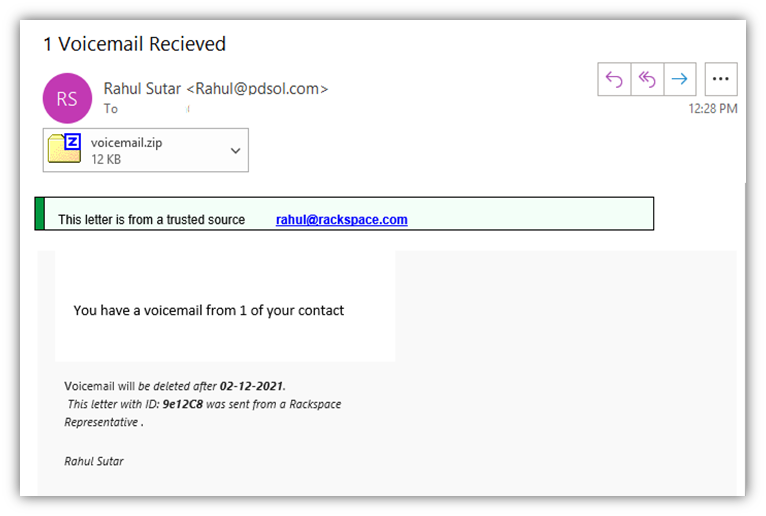 1 Voicemail Recieved
RS
Rahul Sutar <Rahul@pdsol.com>
To
12:28 PM
voicemail.zip
12 KB
This letter is from a trusted source rahul@rackspace.com
You have a voicemail from 1 of your contact
Voicemail will be deleted after 02-12-2021.
This letter with ID: 9e12C8 was sent from a Rackspace
Representative .
Rahul Sutar